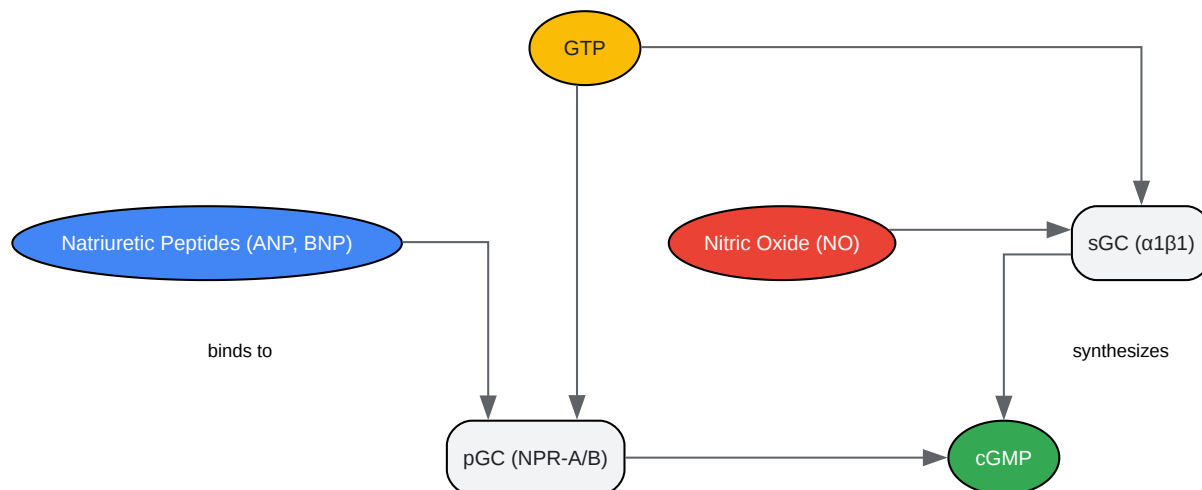 GTP
Natriuretic Peptides (ANP, BNP)
Nitric Oxide (NO)
sGC (α1β1)
binds to
synthesizes
pGC (NPR-A/B)
cGMP